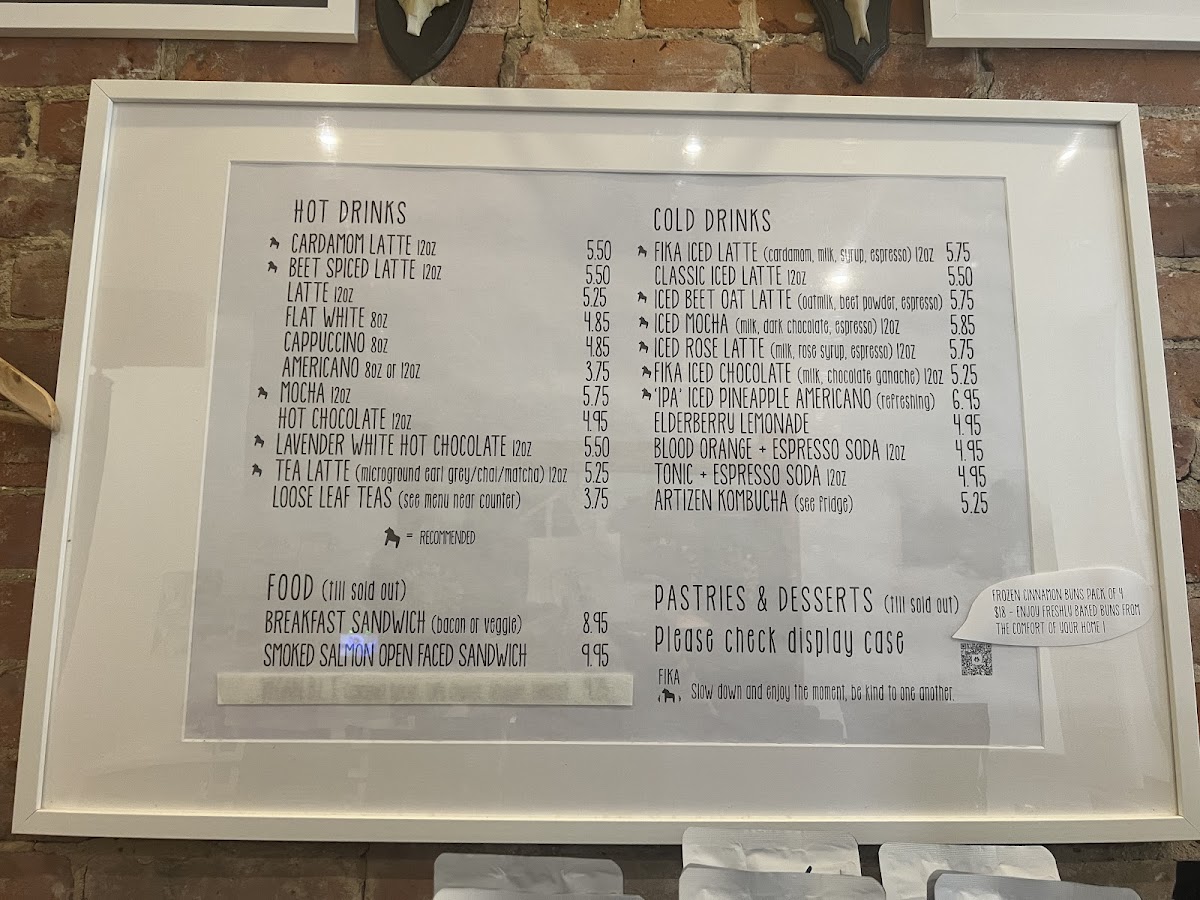 HOT DRINKS
CARDAMOM LATTE 12oz 5.50
BEET SPICED LATTE 12oz 5.50
LATTE 12oz 5.25
FLAT WHITE 8oz 4.85
CAPPUCCINO 8oz 4.85
AMERICANO 8oz or 12oz 3.75
MOCHA 12oz 5.75
HOT CHOCOLATE 12oz 4.95
LAVENDER WHITE HOT CHOCOLATE 12oz 5.50
TEA LATTE (microground earl grey/chai/matcha) 12oz 5.25
LOOSE LEAF TEAS (see menu near counter) 3.75
= RECOMMENDED
FOOD (till sold out)
BREAKFAST SANDWICH (bacon or veggie) 8.95
SMOKED SALMON OPEN FACED SANDWICH 9.95
COLD DRINKS
FIKA ICED LATTE (cardamom, milk, syrup, espresso) 12oz 5.75
CLASSIC ICED LATTE 12oz 5.50
ICED BEET OAT LATTE (oatmilk, beet powder, espresso) 5.75
ICED MOCHA (milk, dark chocolate, espresso) 12oz 5.85
ICED ROSE LATTE (milk, rose syrup, espresso) 12oz 5.75
FIKA ICED CHOCOLATE (milk, chocolate ganache) 12oz 5.25
'IPA' ICED PINEAPPLE AMERICANO (refreshing) 6.95
ELDERBERRY LEMONADE 4.95
BLOOD ORANGE + ESPRESSO SODA 12oz 4.95
TONIC + ESPRESSO SODA 12oz 4.95
ARTIZEN KOMBUCHA (see fridge) 5.25
PASTRIES & DESSERTS (till sold out)
Please check display case
FIKA
Slow down and enjoy the moment, be kind to one another.
FROZEN CINNAMON BUNS PACK OF 4
$18 - ENJOY FRESHLY BAKED BUNS FROM
THE COMFORT OF YOUR HOME!